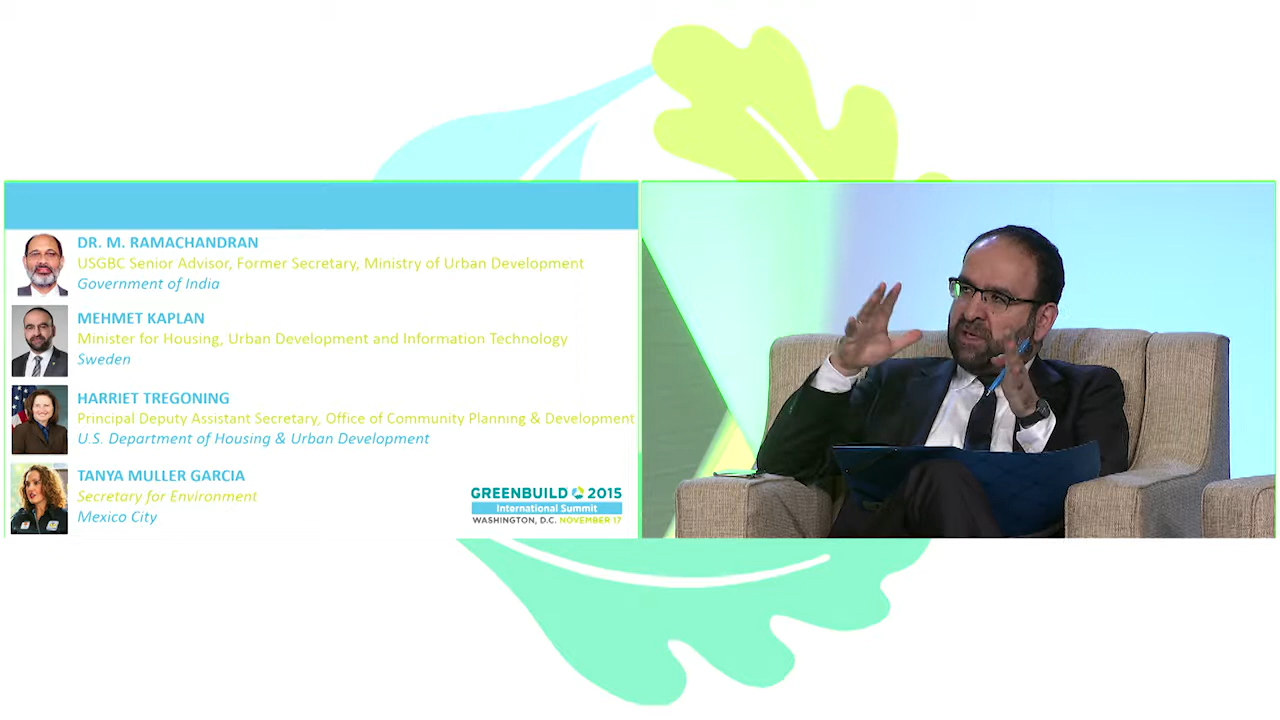 DR. M. RAMACHANDRAN
USGBC Senior Advisor, Former Secretary, Ministry of Urban Development
Government of India
MEHMET KAPLAN
Minister for Housing, Urban Development and Information Technology
Sweden
HARRIET TREGONING
Principal Deputy Assistant Secretary, Office of Community Planning & Development
U.S. Department of Housing & Urban Development
TANYA MULLER GARCIA
Secretary for Environment
Mexico City
GREENBUILD 2015
International Summit
WASHINGTON, D.C. NOVEMBER 17